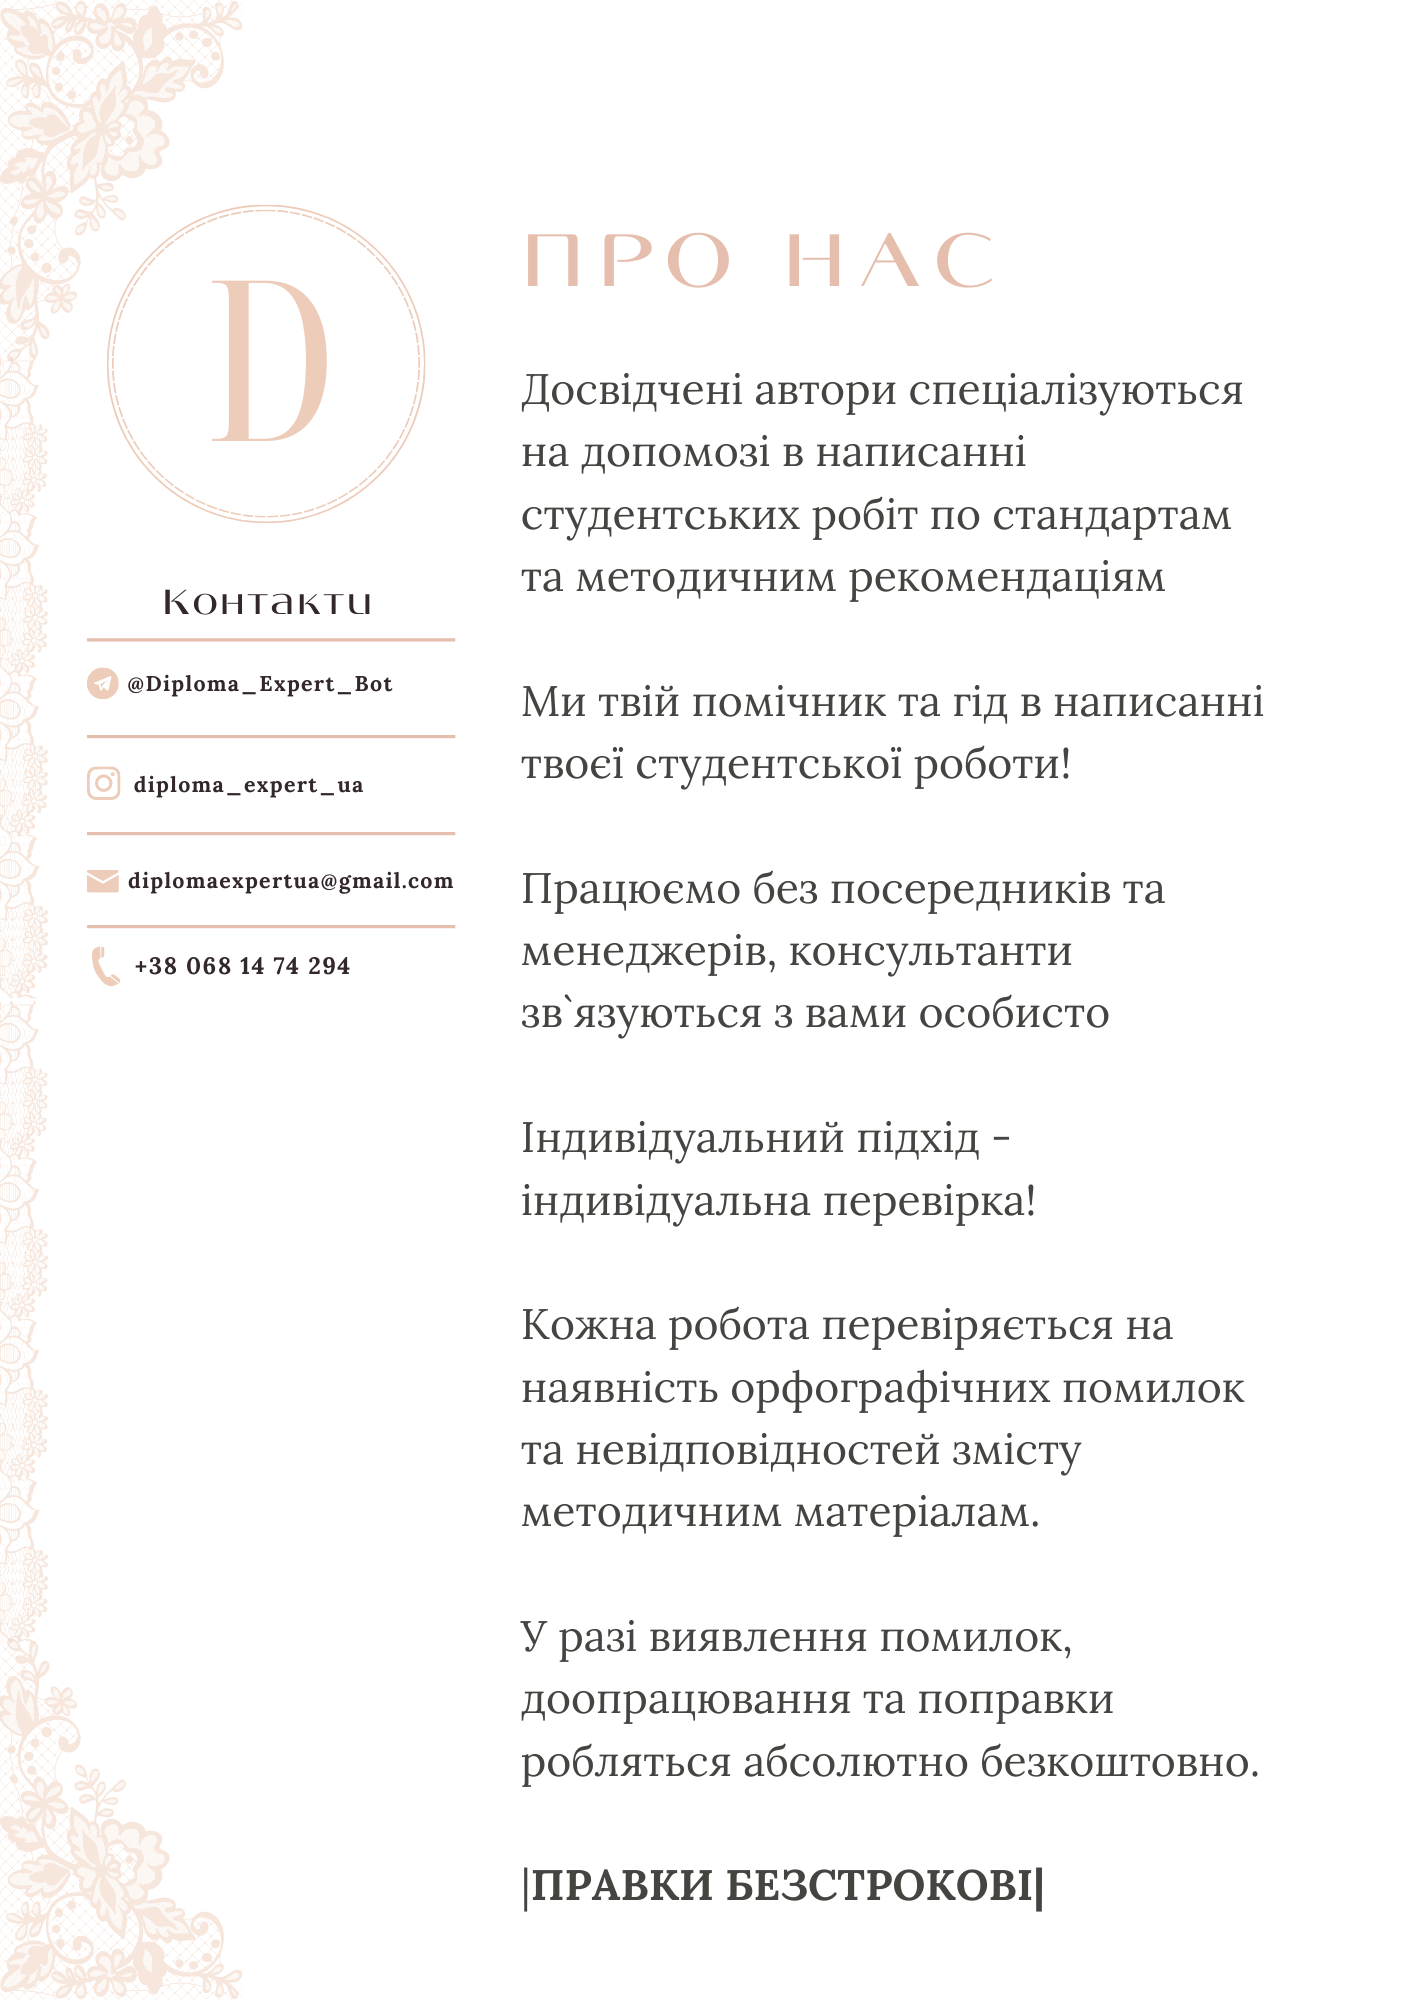 D
Контакти
@Diploma_Expert_Bot
diploma_expert_ua
diplomaexpertua@gmail.com
+38 068 14 74 294
ПРО НАС
Досвідчені автори спеціалізуються
на допомозі в написанні
студентських робіт по стандартам
та методичним рекомендаціям
Ми твій помічник та гід в написанні
твоєї студентської роботи!
Працюємо без посередників та
менеджерів, консультанти
зв`язуються з вами особисто
Індивідуальний підхід -
індивідуальна перевірка!
Кожна робота перевіряється на
наявність орфографічних помилок
та невідповідностей змісту
методичним матеріалам.
У разі виявлення помилок,
доопрацювання та поправки
робляться абсолютно безкоштовно.
|ПРАВКИ БЕЗСТРОКОВІ|